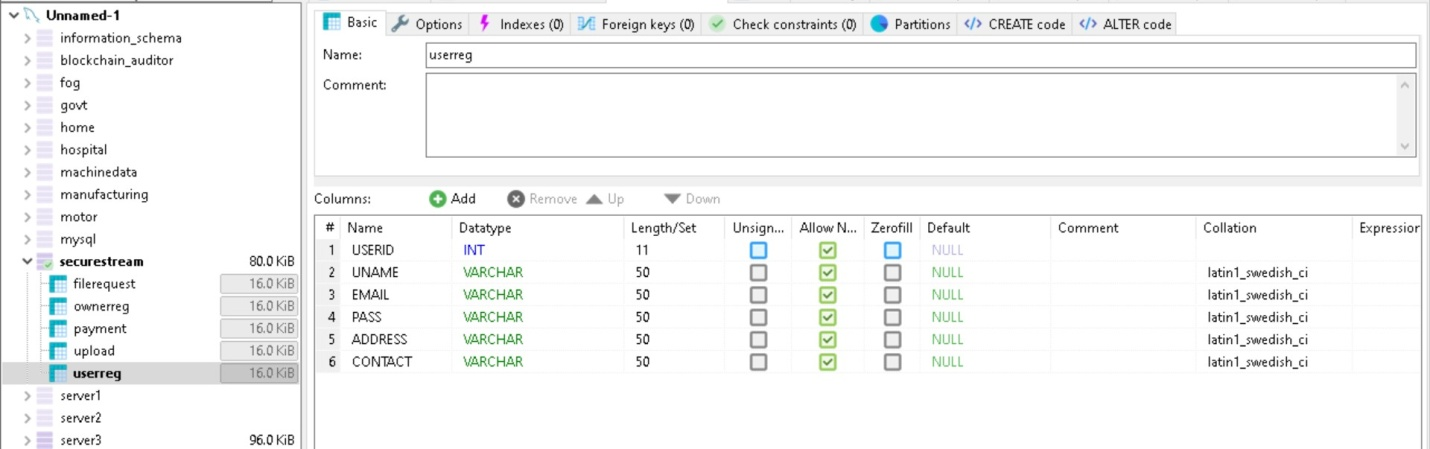 Unnamed-1
information_schema
blockchain_auditor
fog
govt
home
hospital
machinedata
manufacturing
motor
mysql
securestream 80.0 KiB
filerequest 16.0 KiB
ownerreg 16.0 KiB
payment 16.0 KiB
upload 16.0 KiB
userreg 16.0 KiB
server1
server2
server3 96.0 KiB
Basic Options Indexes (0) Foreign keys (0) Check constraints (0) Partitions </> CREATE code </> ALTER code
Name: userreg
Comment:
Columns: Add Remove Up Down
# Name Datatype Length/Set Unsign... Allow N... Zerofill Default Comment Collation Expression
1 USERID INT 11 NULL
2 UNAME VARCHAR 50 NULL latin1_swedish_ci
3 EMAIL VARCHAR 50 NULL latin1_swedish_ci
4 PASS VARCHAR 50 NULL latin1_swedish_ci
5 ADDRESS VARCHAR 50 NULL latin1_swedish_ci
6 CONTACT VARCHAR 50 NULL latin1_swedish_ci